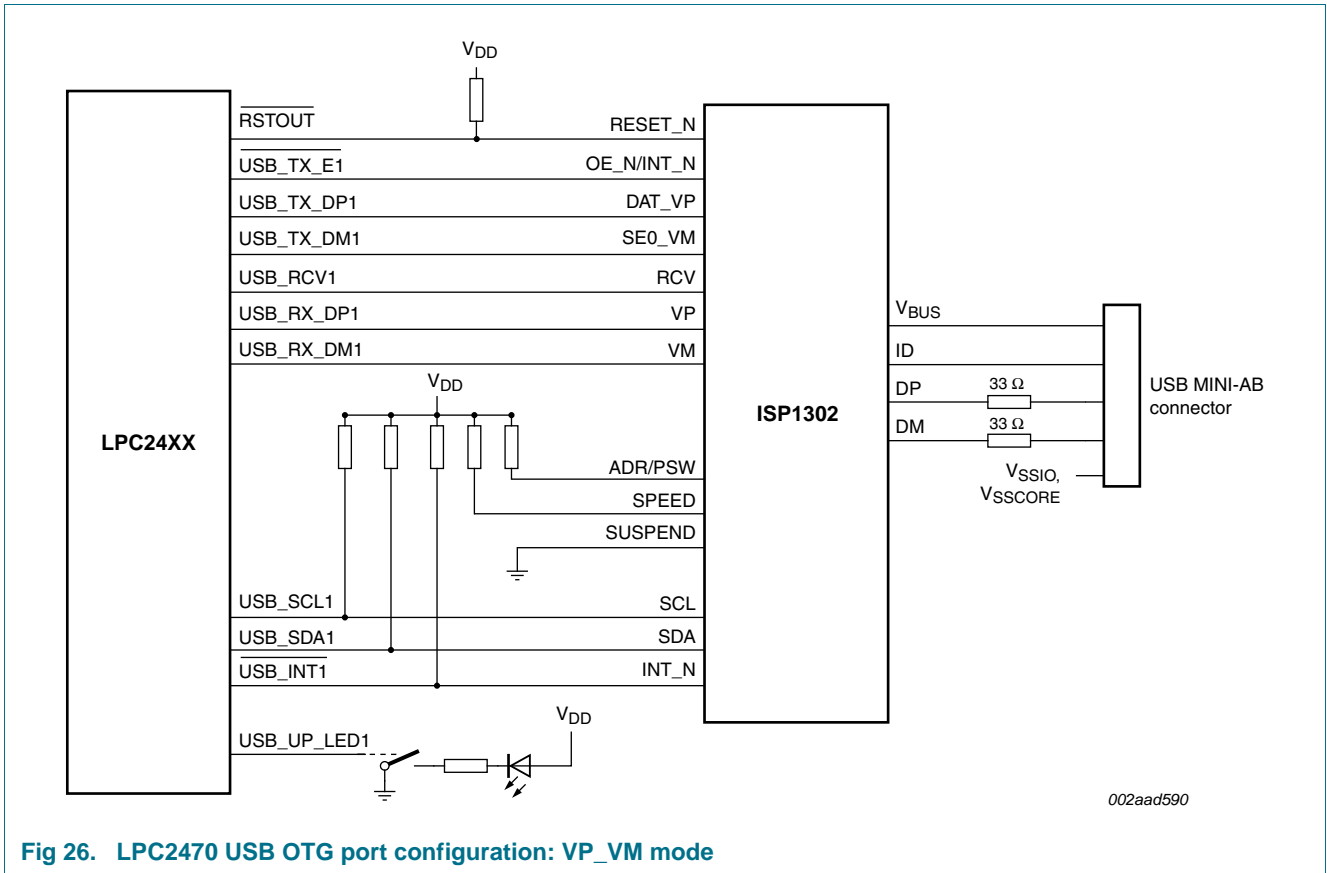 VDD
RSTOUT RESET_N
USB_TX_E1 OE_N/INT_N
USB_TX_DP1 DAT_VP
USB_TX_DM1 SE0_VM
USB_RCV1 RCV
USB_RX_DP1 VP
USB_RX_DM1 VM
VBUS
ID
DP 33 Ω
DM 33 Ω
USB MINI-AB
connector
VSSIO,
VSSCORE
LPC24XX
ISP1302
VDD
ADR/PSW
SPEED
SUSPEND
USB_SCL1 SCL
USB_SDA1 SDA
USB_INT1 INT_N
USB_UP_LED1
VDD
002aad590
Fig 26. LPC2470 USB OTG port configuration: VP_VM mode